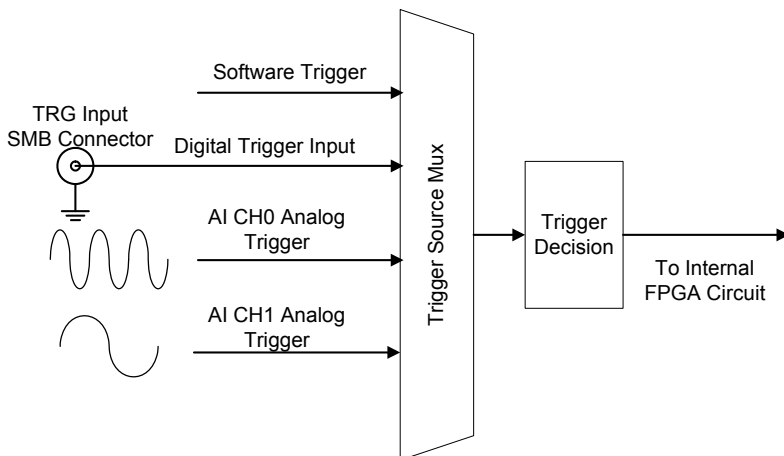 Software Trigger
TRG Input
SMB Connector
Digital Trigger Input
AI CH0 Analog
Trigger
AI CH1 Analog
Trigger
Trigger Source Mux
Trigger
Decision
To Internal
FPGA Circuit